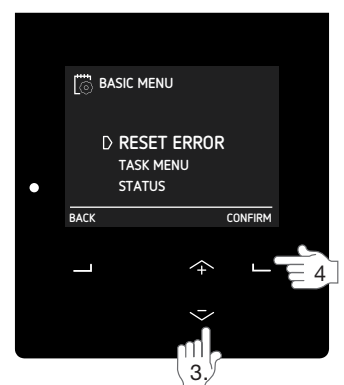 BASIC MENU
RESET ERROR
TASK MENU
STATUS
BACK CONFIRM
4
3.